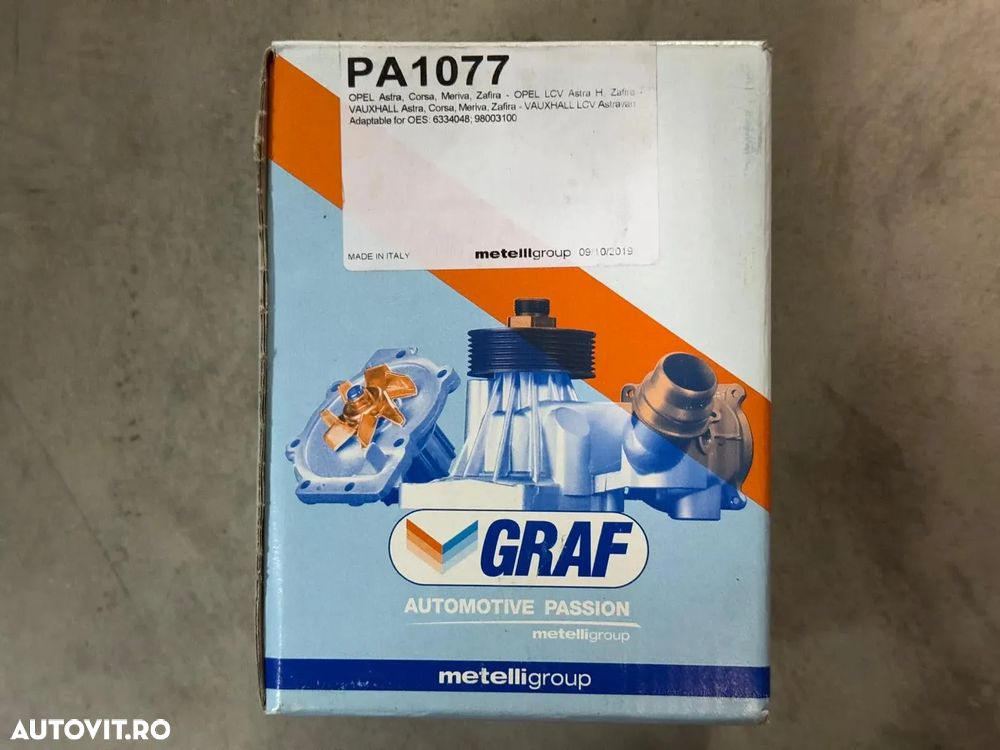 PA1077
OPEL Astra, Corsa, Meriva, Zafira - OPEL LCV Astra H, Zafira -
VAUXHALL Astra, Corsa, Meriva, Zafira - VAUXHALL LCV Astravan
Adaptable for OES: 6334048; 98003100
MADE IN ITALY metelligroup 09/10/2019
GRAF
AUTOMOTIVE PASSION
metelligroup
metelligroup
AUTOVIT.RO